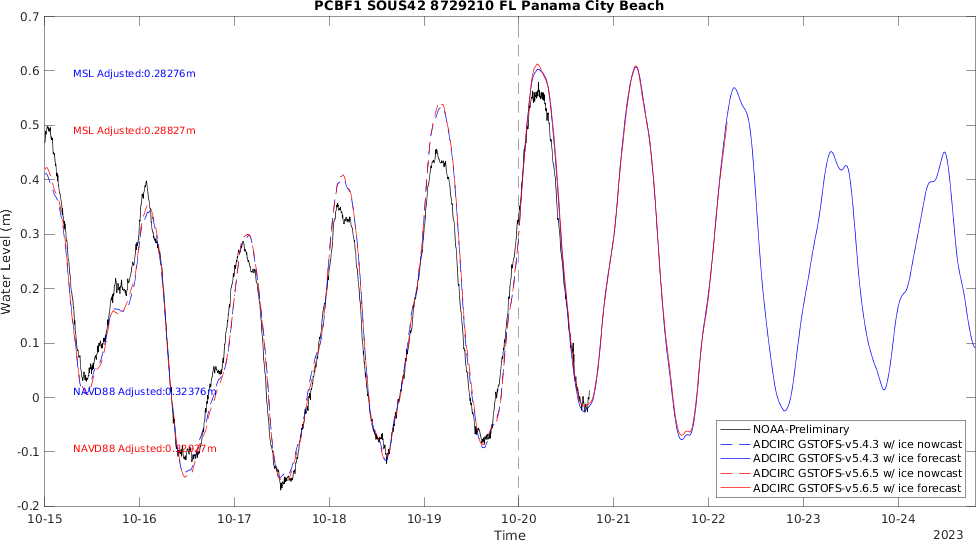 PCBF1 SOUS42 8729210 FL Panama City Beach
0.7
0.6
0.5
0.4
0.3
0.2
0.1
0
-0.1
-0.2
Water Level (m)
MSL Adjusted:0.28276m
MSL Adjusted:0.28827m
NAVD88 Adjusted:0.32376m
NAVD88 Adjusted:
NOAA-Preliminary
ADCIRC GSTOFS-v5.4.3 w/ ice nowcast
ADCIRC GSTOFS-v5.4.3 w/ ice forecast
ADCIRC GSTOFS-v5.6.5 w/ ice nowcast
ADCIRC GSTOFS-v5.6.5 w/ ice forecast
10-15 10-16 10-17 10-18 10-19 10-20 10-21 10-22 10-23 10-24
Time
2023